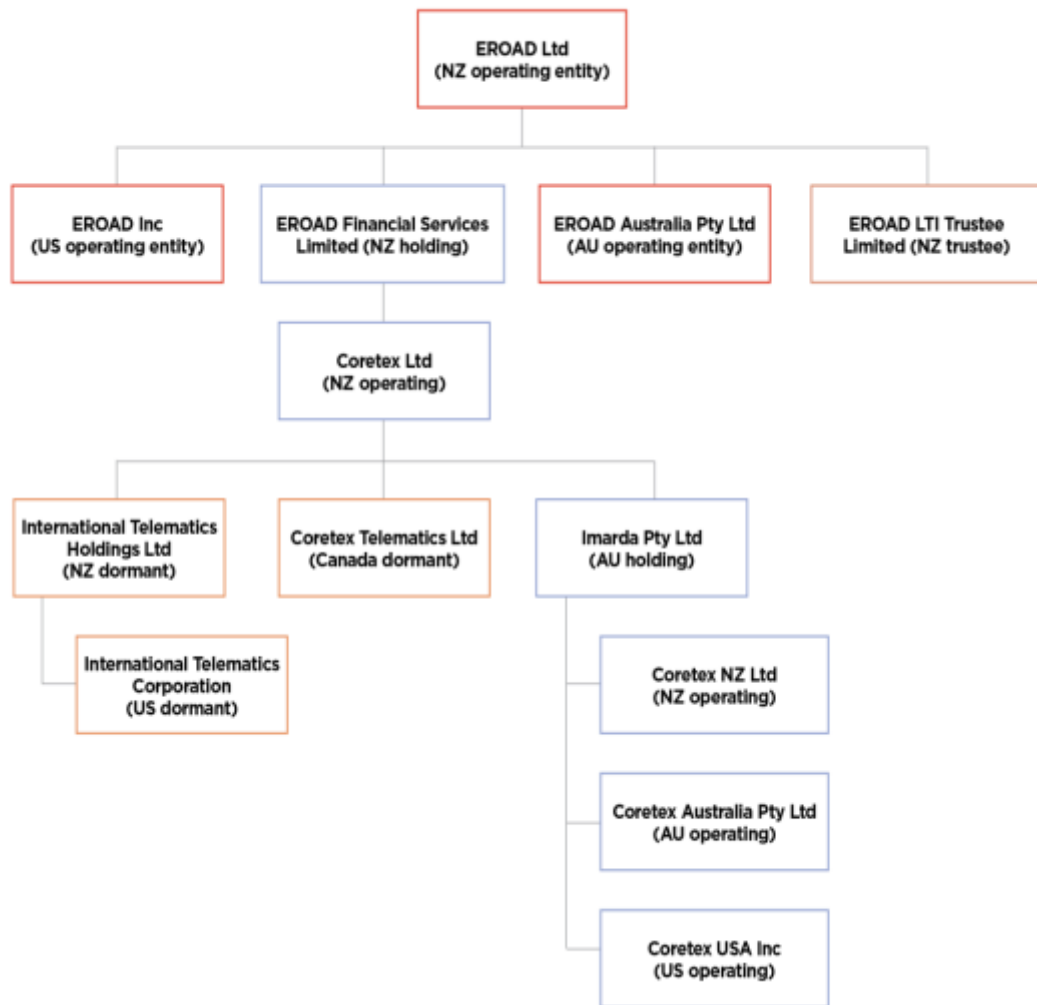 EROAD Ltd
(NZ operating entity)
EROAD Inc
(US operating entity)
EROAD Financial Services
Limited (NZ holding)
EROAD Australia Pty Ltd
(AU operating entity)
EROAD LTI Trustee
Limited (NZ trustee)
Coretex Ltd
(NZ operating)
International Telematics
Holdings Ltd
(NZ dormant)
Coretex Telematics Ltd
(Canada dormant)
Imarda Pty Ltd
(AU holding)
International Telematics
Corporation
(US dormant)
Coretex NZ Ltd
(NZ operating)
Coretex Australia Pty Ltd
(AU operating)
Coretex USA Inc
(US operating)